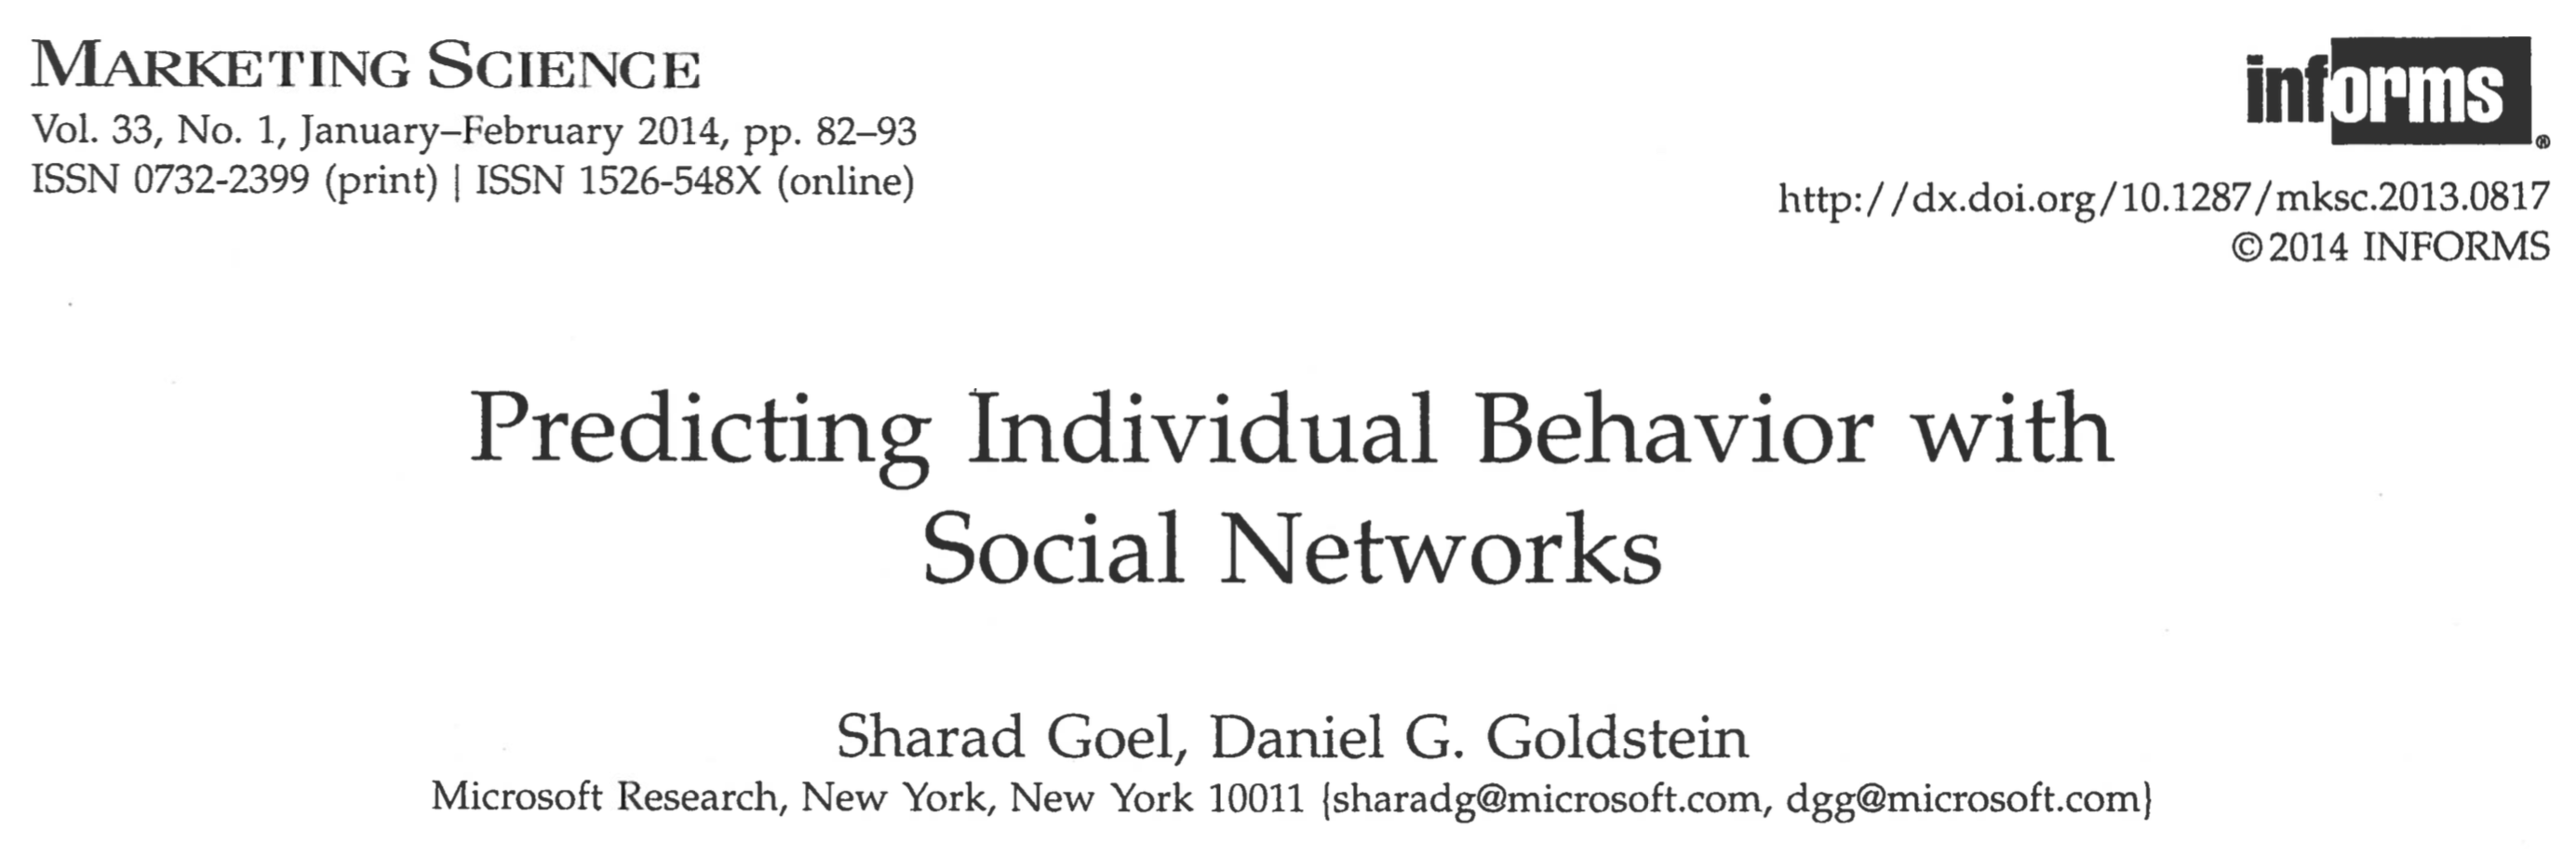 MARKETING SCIENCE
Vol. 33, No. 1, January–February 2014, pp. 82–93
ISSN 0732-2399 (print) | ISSN 1526-548X (online)
informs®
http://dx.doi.org/10.1287/mksc.2013.0817
© 2014 INFORMS
Predicting Individual Behavior with
Social Networks
Sharad Goel, Daniel G. Goldstein
Microsoft Research, New York, New York 10011 {sharadg@microsoft.com, dgg@microsoft.com}